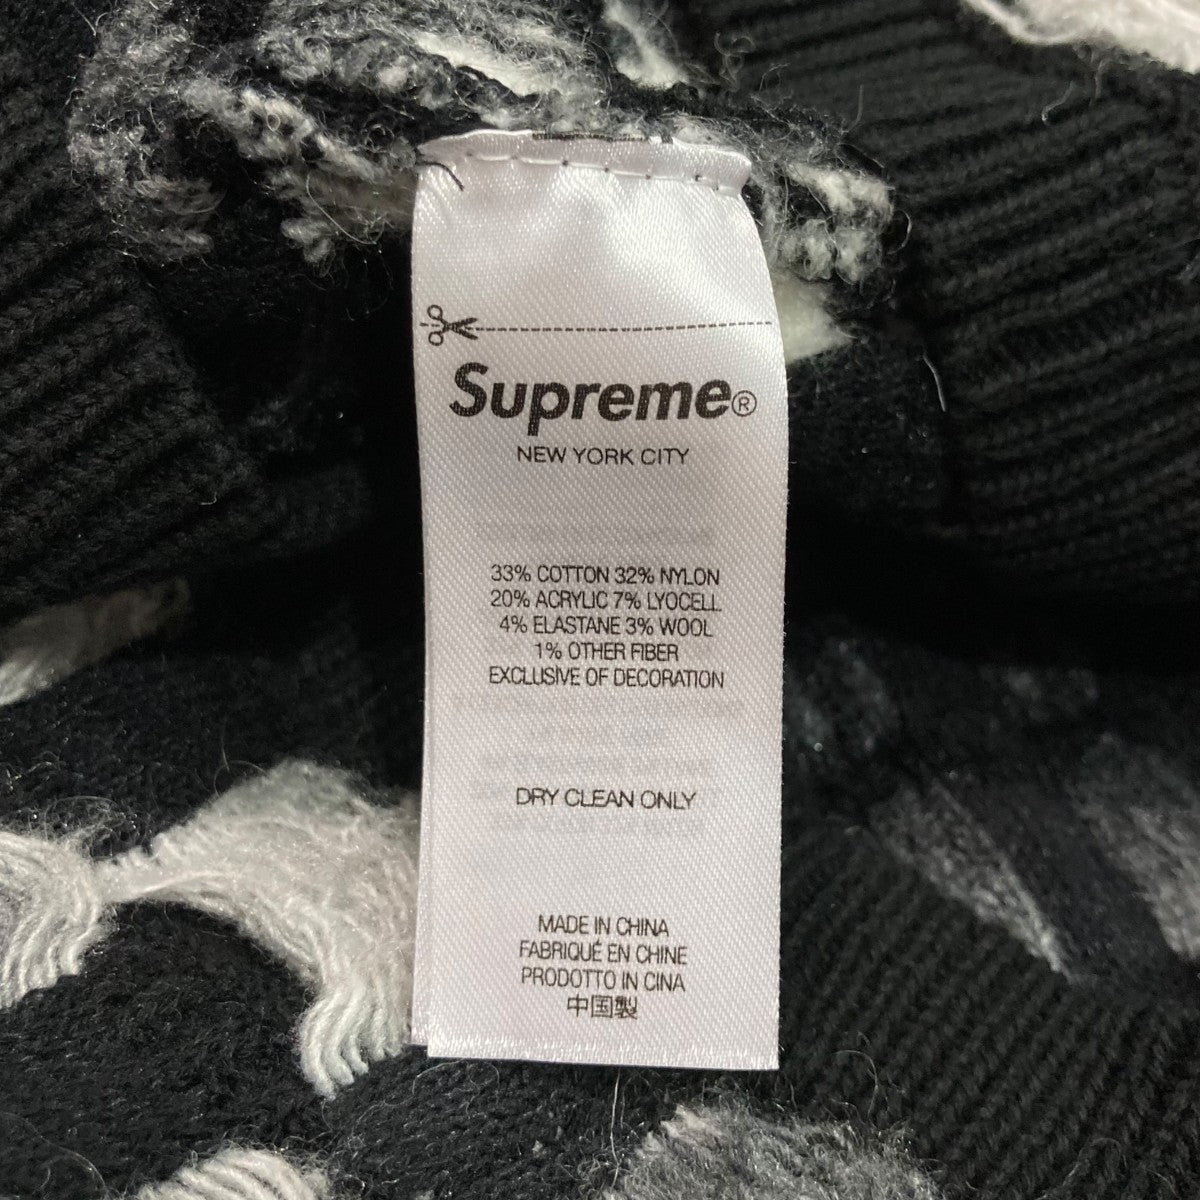 Supreme®
NEW YORK CITY
33% COTTON 32% NYLON
20% ACRYLIC 7% LYOCELL
4% ELASTANE 3% WOOL
1% OTHER FIBER
EXCLUSIVE OF DECORATION
DRY CLEAN ONLY
MADE IN CHINA
FABRIQUÉ EN CHINE
PRODOTTO IN CINA
中国製